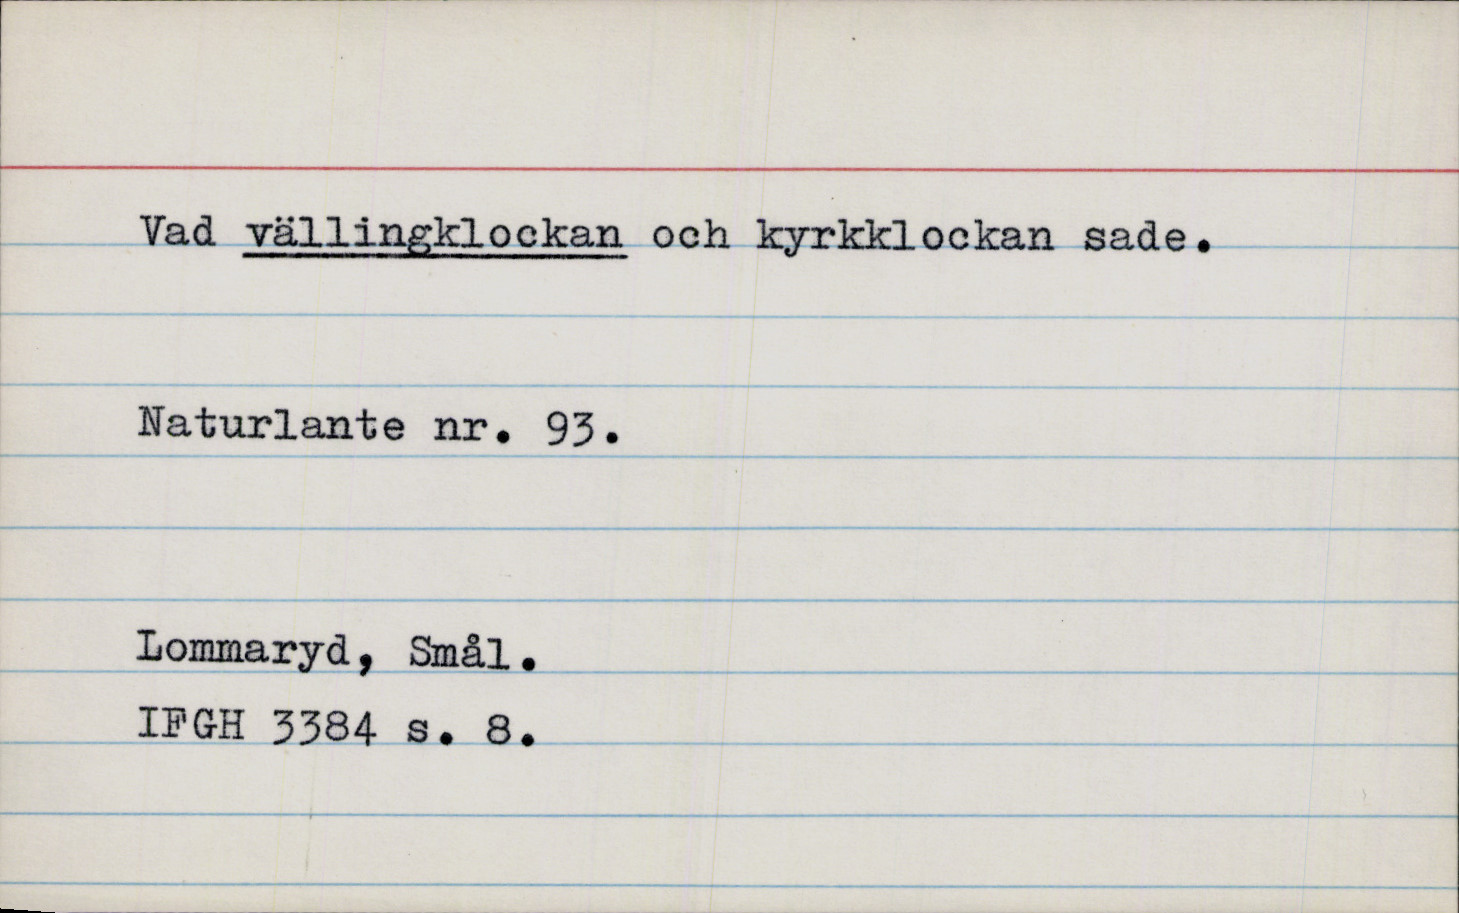 Vad vällingklockan och kyrkklockan sade.
Naturlante nr. 93.
Lommaryd, Smål.
IFGH 3384 s. 8.